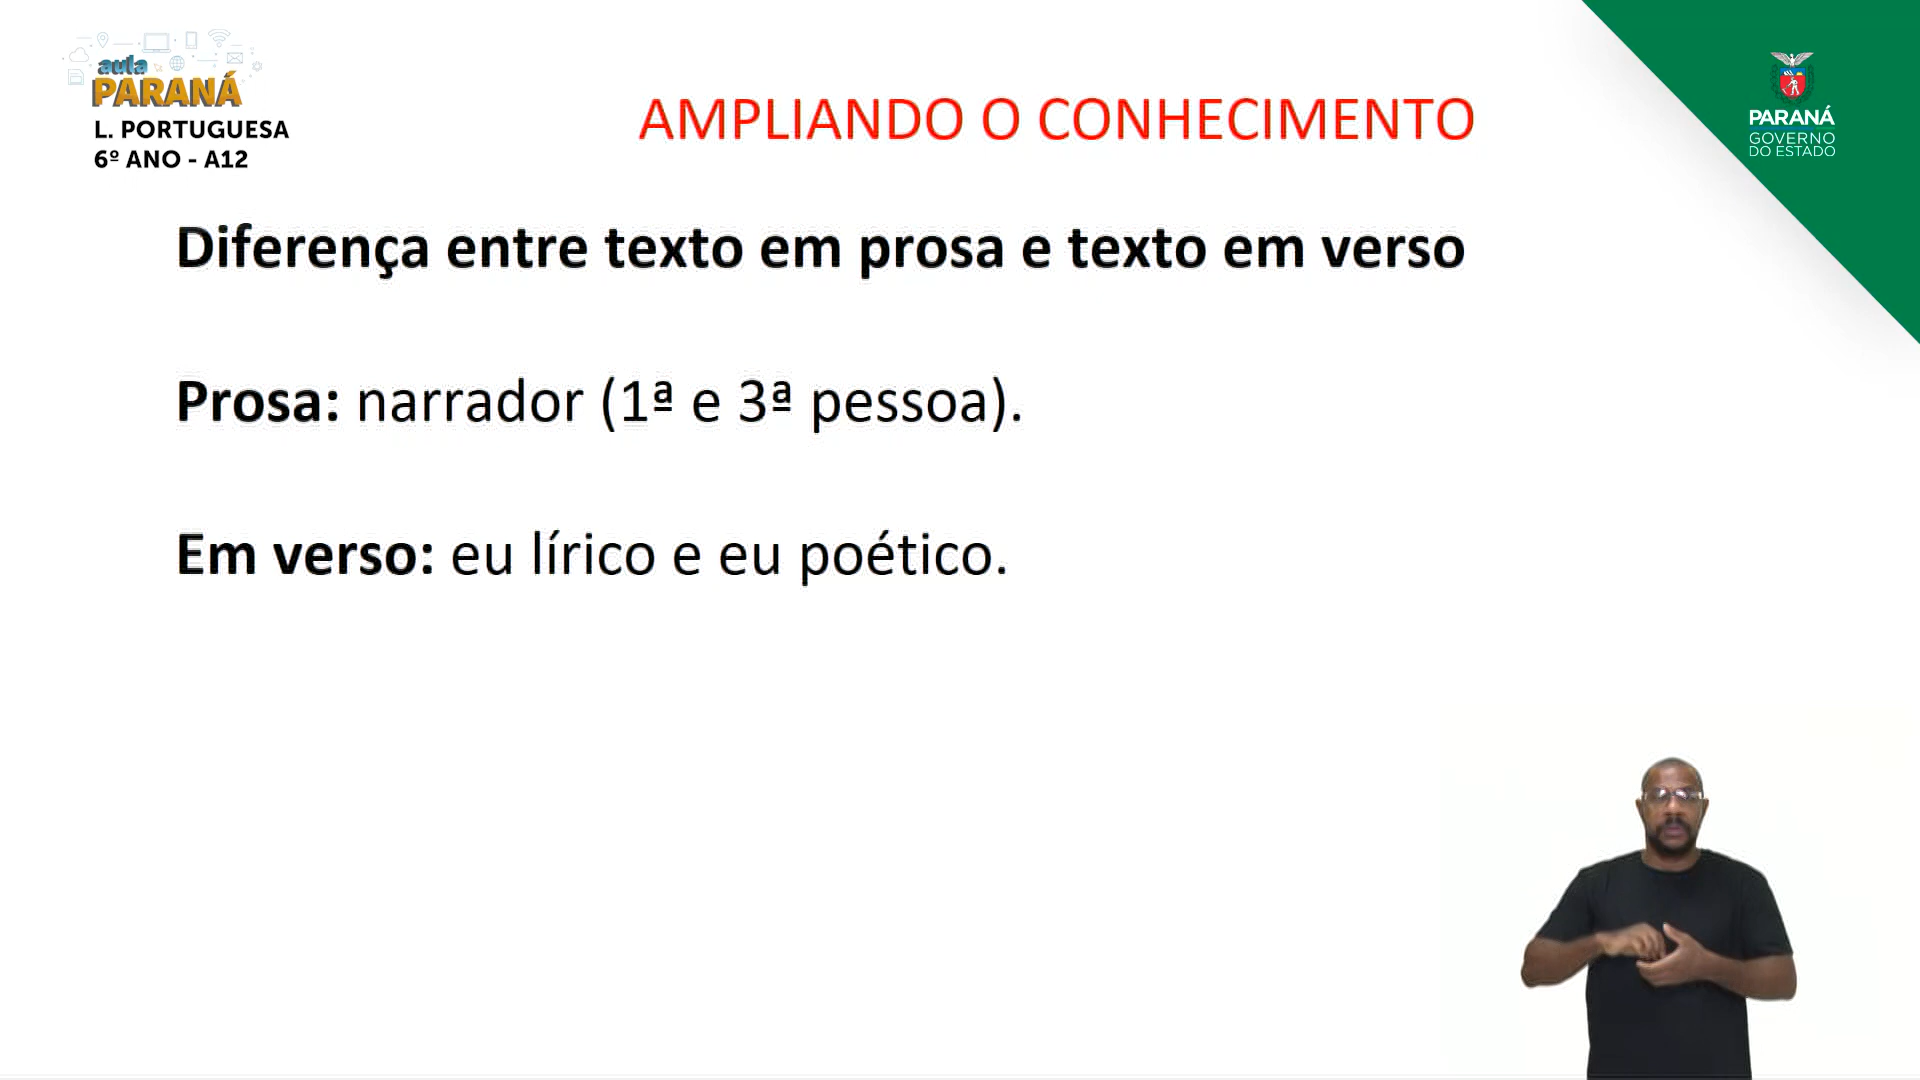 aula
PARANÁ
L. PORTUGUESA
6º ANO - A12
AMPLIANDO O CONHECIMENTO
PARANÁ
GOVERNO
DO ESTADO
Diferença entre texto em prosa e texto em verso
Prosa: narrador (1ª e 3ª pessoa).
Em verso: eu lírico e eu poético.